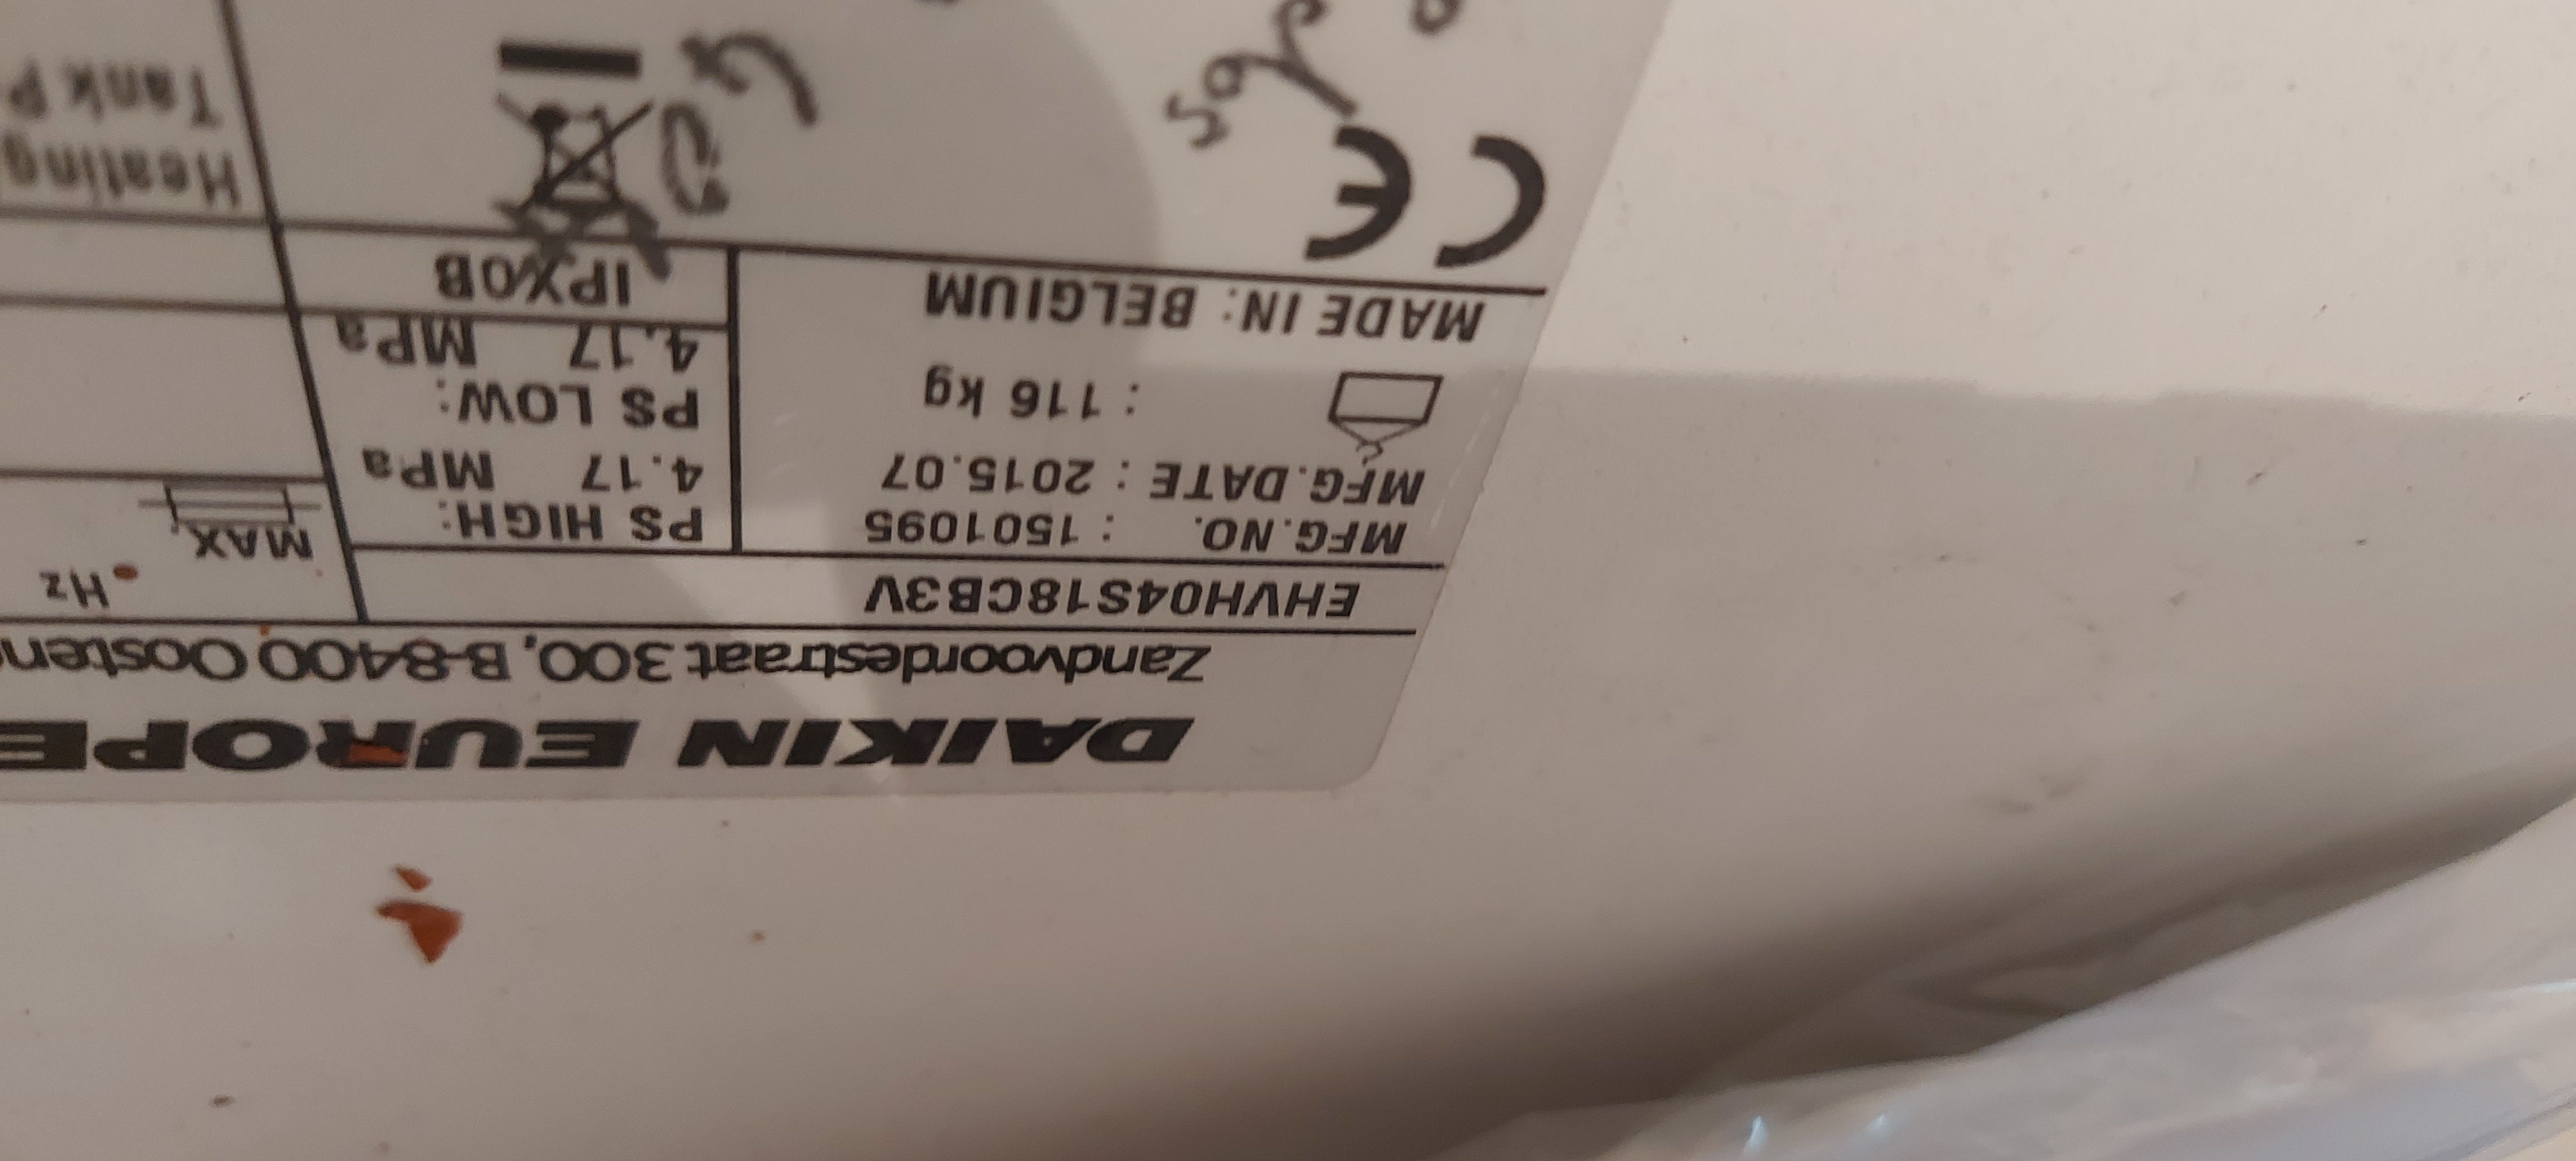 DAIKIN EUROPE
Zandvoordestraat 300, B-8400
EHVH04S18CB3V
MFG.NO. : 1501095
MFG.DATE : 2015.07
: 116 kg
MADE IN: BELGIUM
PS HIGH:
4.17 MPa
PS LOW:
4.17 MPa
IPX0B
Hz
MAX.
Heating
Tank P
CE